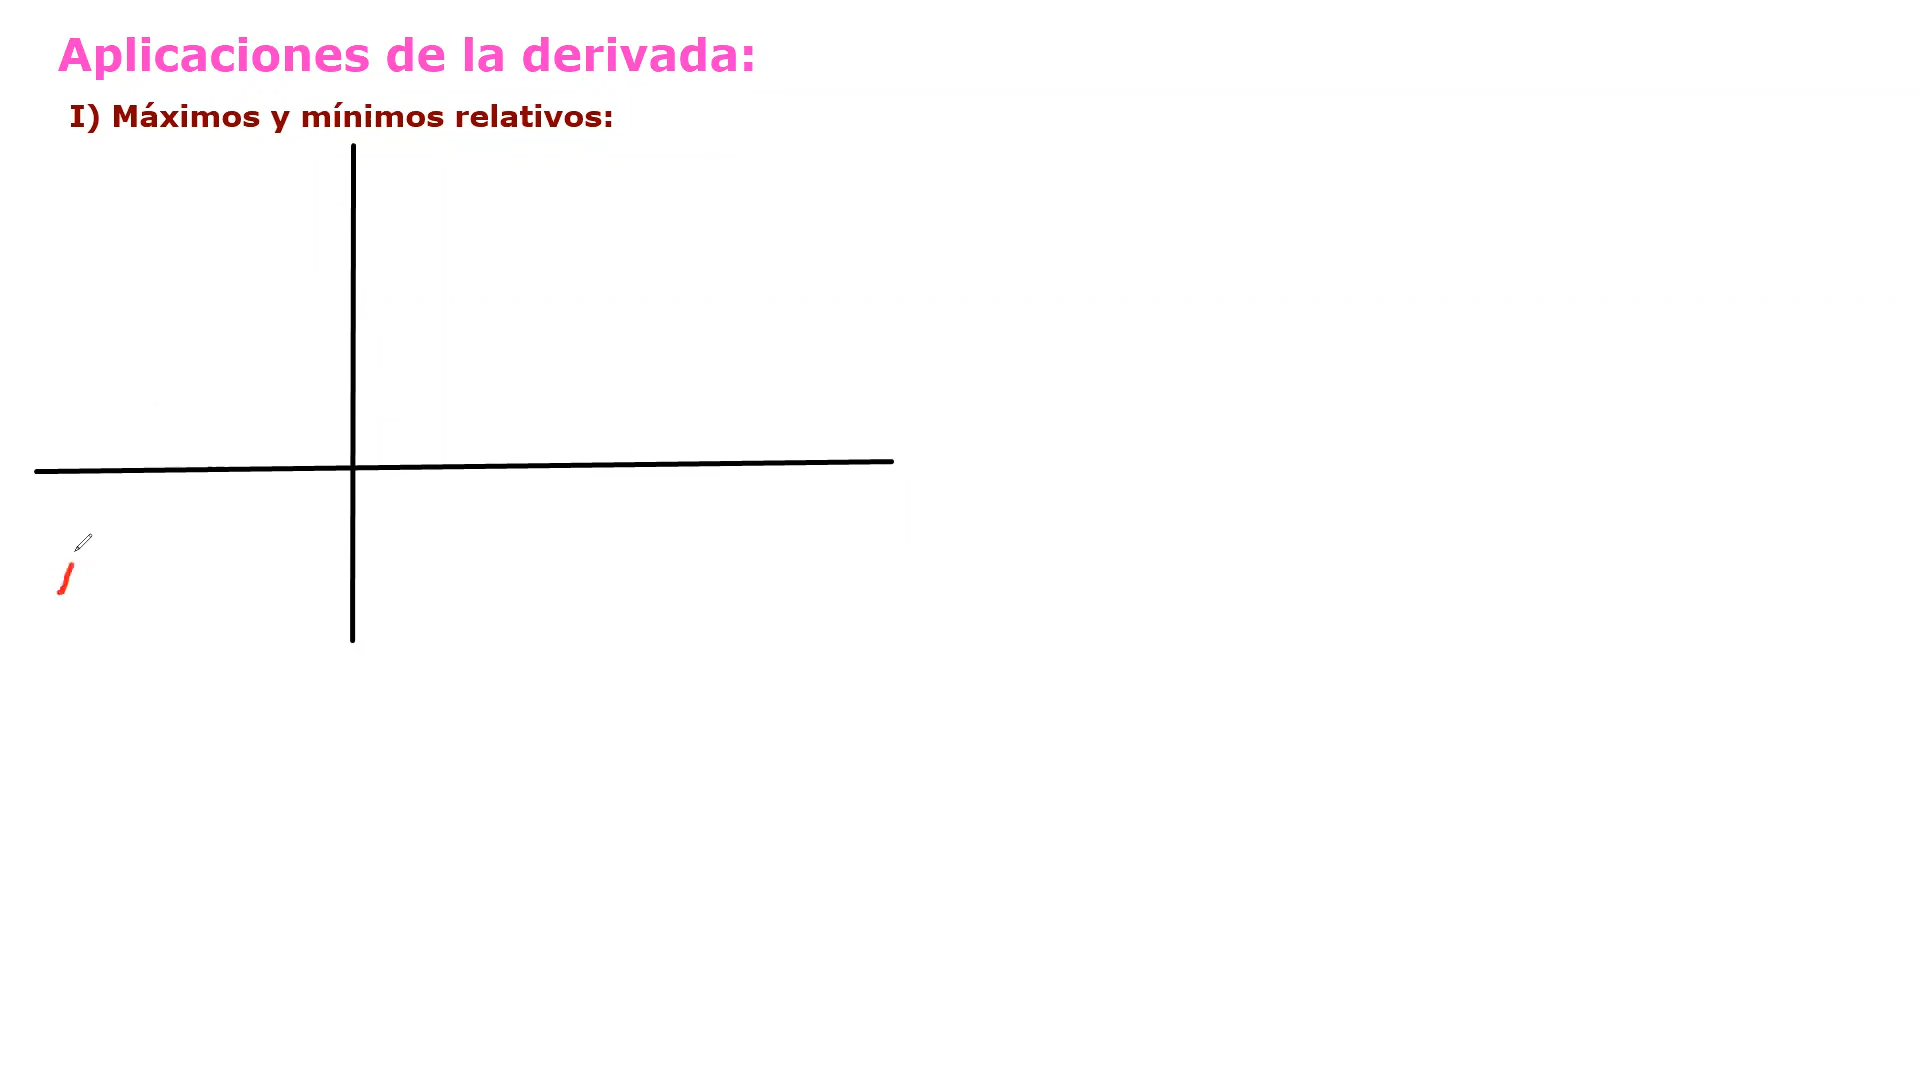 Aplicaciones de la derivada:
I) Máximos y mínimos relativos: